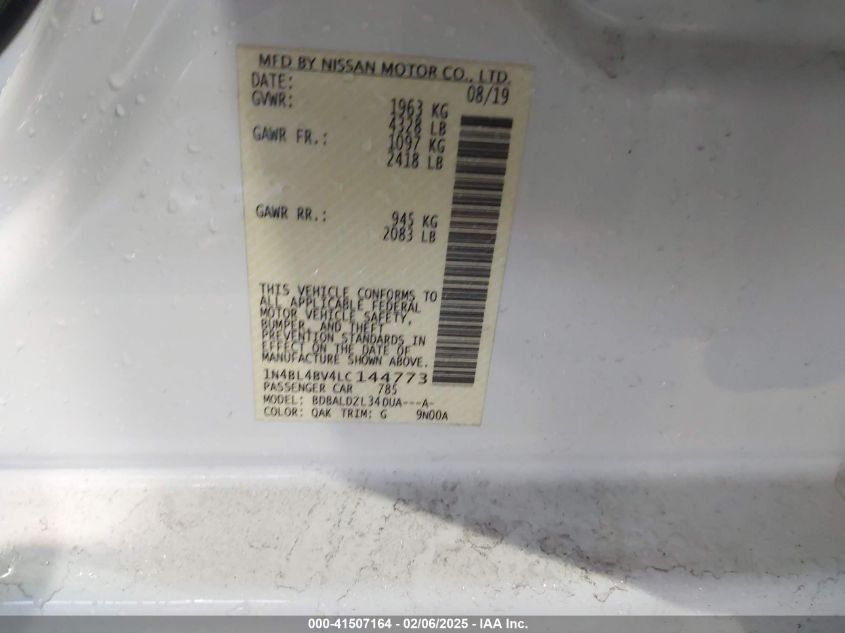 MFD BY NISSAN MOTOR CO., LTD.
DATE: 08/19
GVWR: 1963 KG
4328 LB
GAWR FR.: 1097 KG
2418 LB
GAWR RR.: 945 KG
2083 LB
THIS VEHICLE CONFORMS TO
ALL APPLICABLE FEDERAL
MOTOR VEHICLE SAFETY,
BUMPER, AND THEFT
PREVENTION STANDARDS IN
EFFECT ON THE DATE OF
MANUFACTURE SHOWN ABOVE.
1N4BL4BV4LC144773
PASSENGER CAR 785
MODEL: BDBALDZL34DUA---A-
COLOR: QAK TRIM: G 9N00A
000-41507164 - 02/06/2025 - IAA Inc.